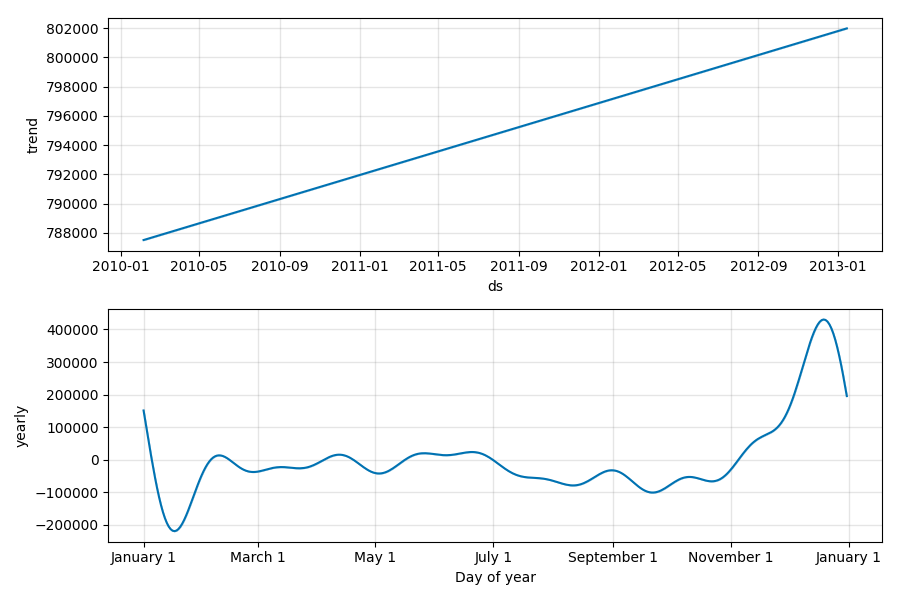 802000
800000
798000
796000
794000
792000
790000
788000
trend
2010-01 2010-05 2010-09 2011-01 2011-05 2011-09 2012-01 2012-05 2012-09 2013-01
ds
400000
300000
200000
100000
0
−100000
−200000
yearly
January 1 March 1 May 1 July 1 September 1 November 1 January 1
Day of year